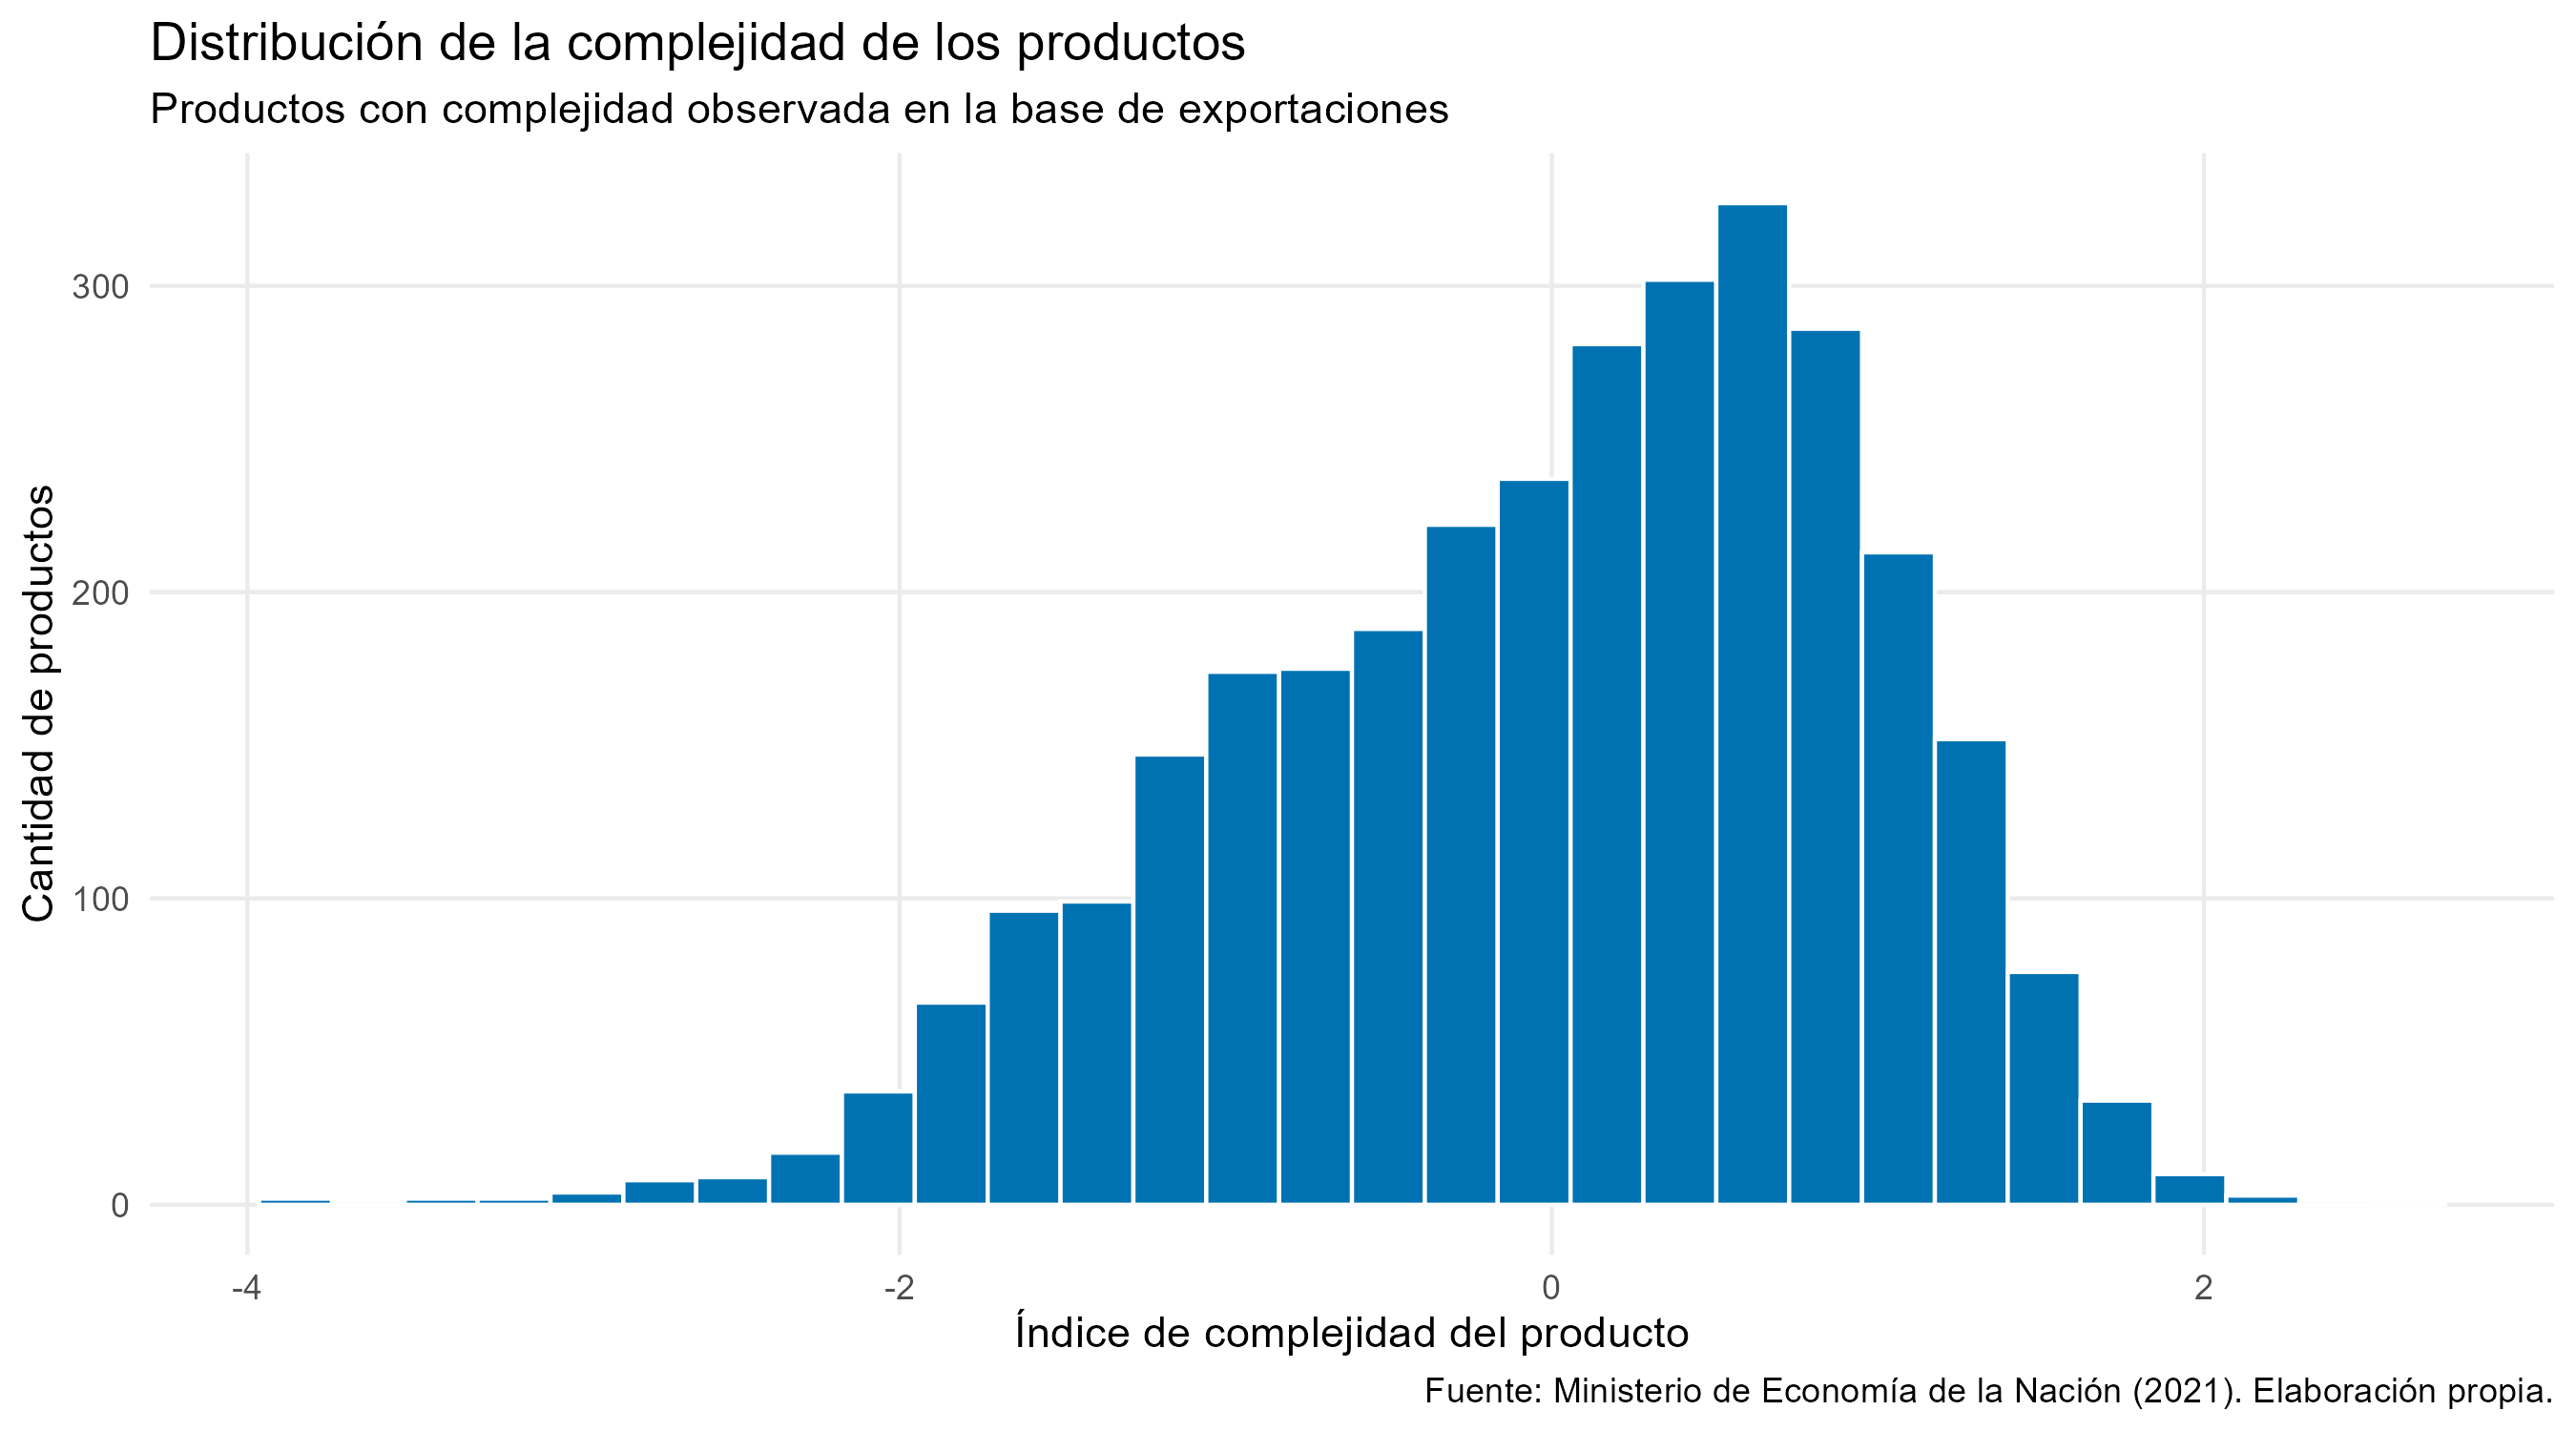 Distribución de la complejidad de los productos
Productos con complejidad observada en la base de exportaciones
Cantidad de productos
300
200
100
0
-4
-2
0
2
Índice de complejidad del producto
Fuente: Ministerio de Economía de la Nación (2021). Elaboración propia.